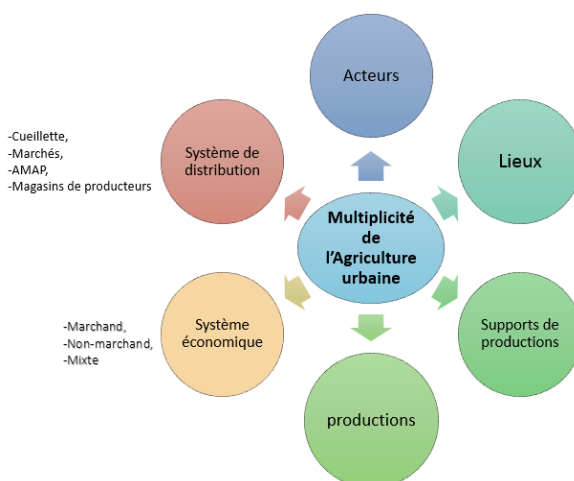 Acteurs
-Cueillette,
-Marchés,
-AMAP,
-Magasins de producteurs
Système de
distribution
Lieux
Multiplicité
de
l'Agriculture
urbaine
-Marchand,
-Non-marchand,
-Mixte
Système
économique
Supports de
productions
productions